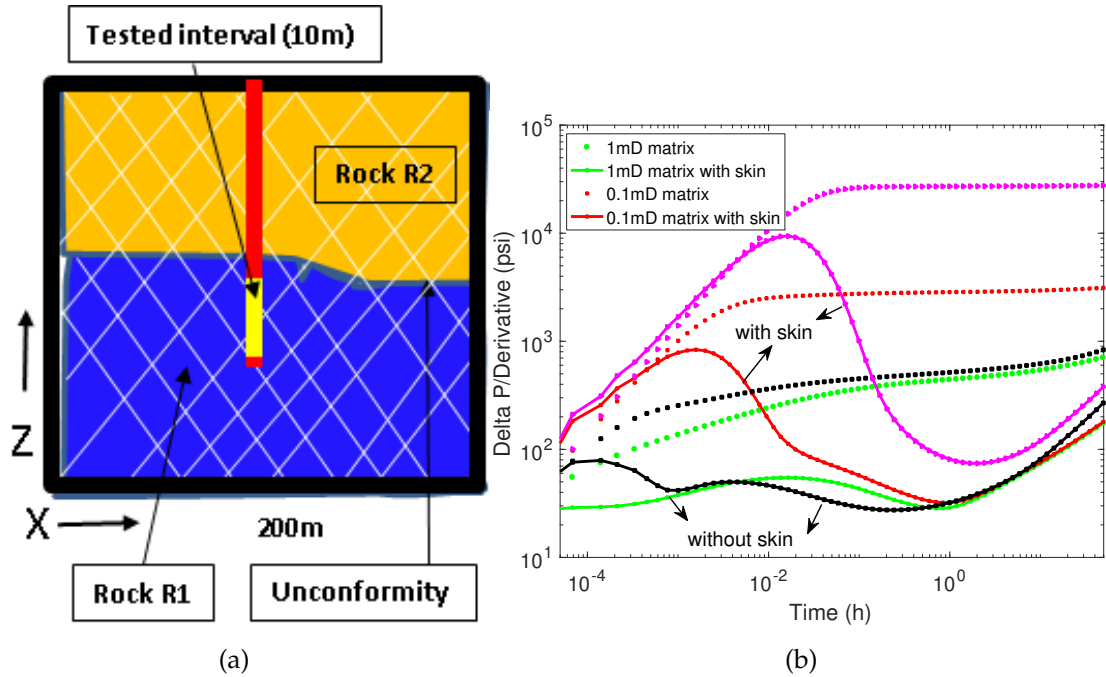 Tested interval (10m)
Rock R2
Z
X
200m
Rock R1
Unconformity
(a)
10^5
10^4
10^3
10^2
10^1
Delta P/Derivative (psi)
1mD matrix
1mD matrix with skin
0.1mD matrix
0.1mD matrix with skin
with skin
without skin
10^-4
10^-2
10^0
Time (h)
(b)